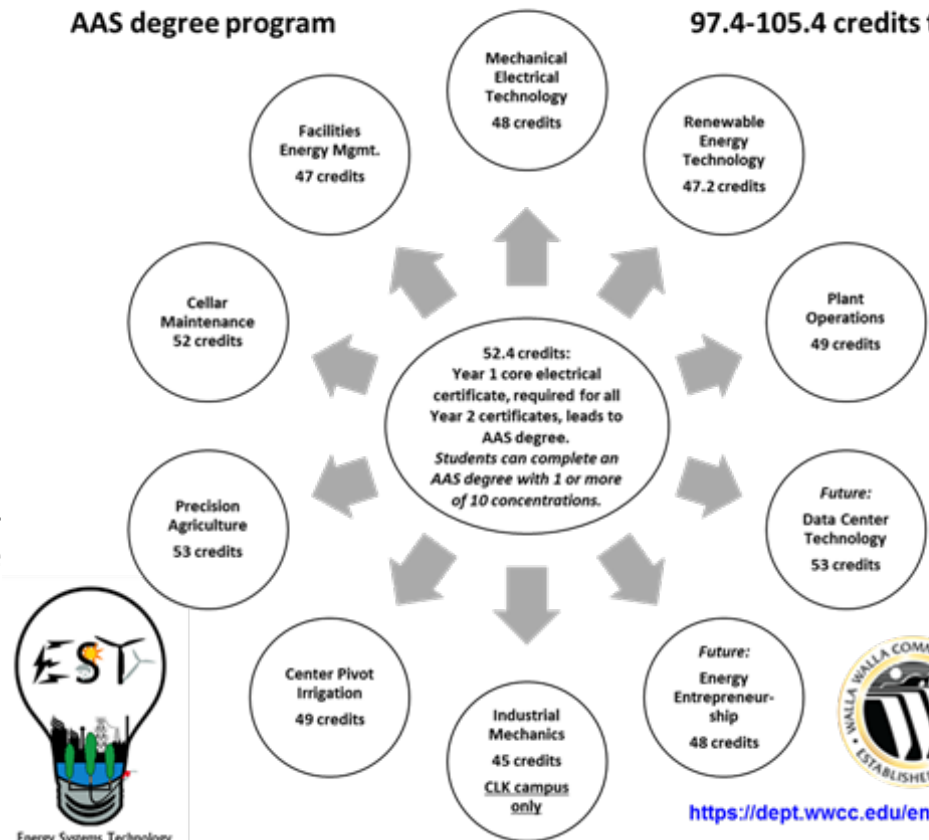 AAS degree program
97.4-105.4 credits
Mechanical
Electrical
Technology
48 credits
Renewable
Energy
Technology
47.2 credits
Plant
Operations
49 credits
Future:
Data Center
Technology
53 credits
Future:
Energy
Entrepreneur-
ship
48 credits
Industrial
Mechanics
45 credits
CLK campus
only
Center Pivot
Irrigation
49 credits
Precision
Agriculture
53 credits
Cellar
Maintenance
52 credits
Facilities
Energy Mgmt.
47 credits
52.4 credits:
Year 1 core electrical
certificate, required for all
Year 2 certificates, leads to
AAS degree.
Students can complete an
AAS degree with 1 or more
of 10 concentrations.
EST
Energy Systems Technology
WALLA WALLA COMM
ESTABLISHE
https://dept.wwcc.edu/en